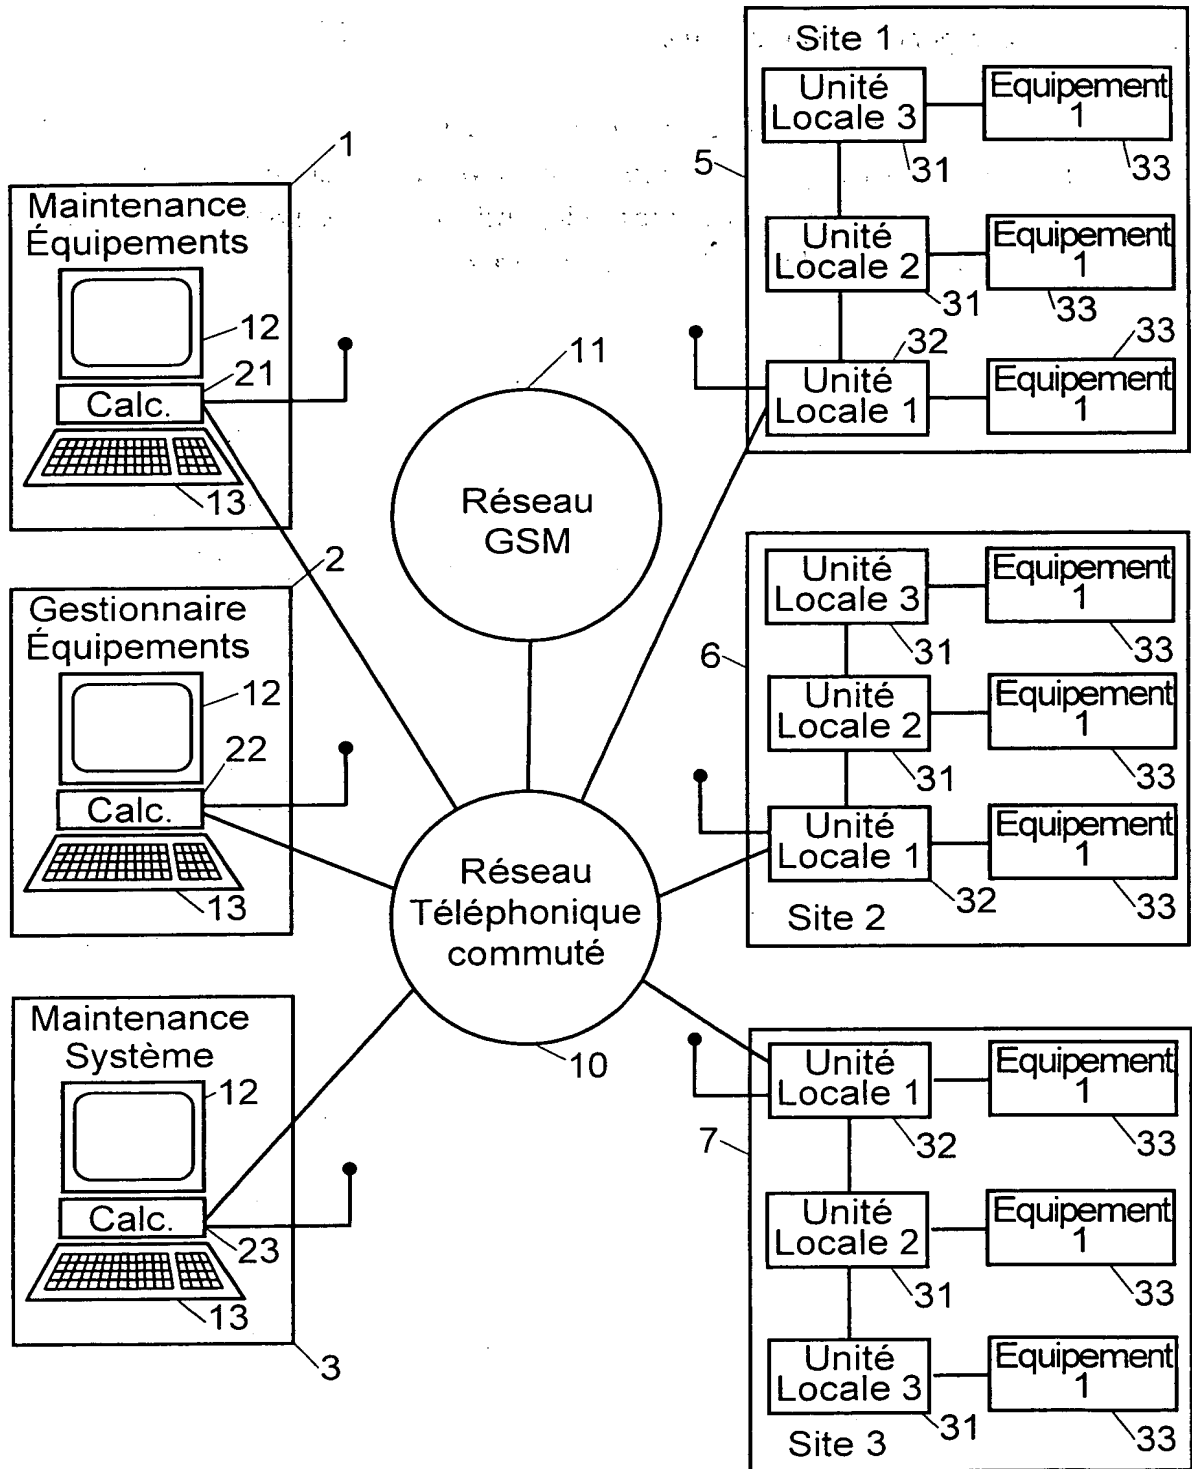 1
Maintenance
Équipements
12
21
Calc.
13
2
Gestionnaire
Équipements
12
22
Calc.
13
Maintenance
Système
12
Calc.
23
13
3
11
Réseau
GSM
Réseau
Téléphonique
commuté
10
Site 1
5
Unité
Locale 3
31
Equipement
1
33
Unité
Locale 2
31
Equipement
1
33
32
Unité
Locale 1
33
Equipement
1
6
Unité
Locale 3
31
Equipement
1
33
Unité
Locale 2
31
Equipement
1
33
Unité
Locale 1
32
Equipement
1
33
Site 2
7
Unité
Locale 1
32
Equipement
1
33
Unité
Locale 2
31
Equipement
1
33
Unité
Locale 3
31
Equipement
1
33
Site 3